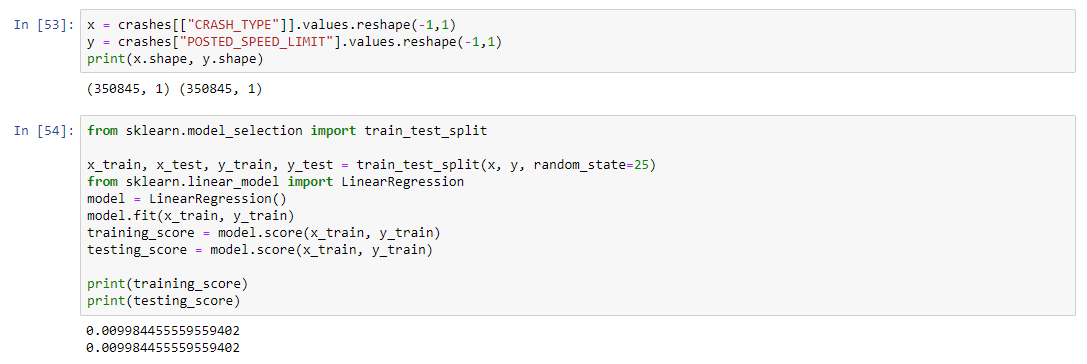 In [53]: x = crashes[["CRASH_TYPE"]].values.reshape(-1,1)
y = crashes["POSTED_SPEED_LIMIT"].values.reshape(-1,1)
print(x.shape, y.shape)
(350845, 1) (350845, 1)
In [54]: from sklearn.model_selection import train_test_split
x_train, x_test, y_train, y_test = train_test_split(x, y, random_state=25)
from sklearn.linear_model import LinearRegression
model = LinearRegression()
model.fit(x_train, y_train)
training_score = model.score(x_train, y_train)
testing_score = model.score(x_train, y_train)
print(training_score)
print(testing_score)
0.009984455559559402
0.009984455559559402